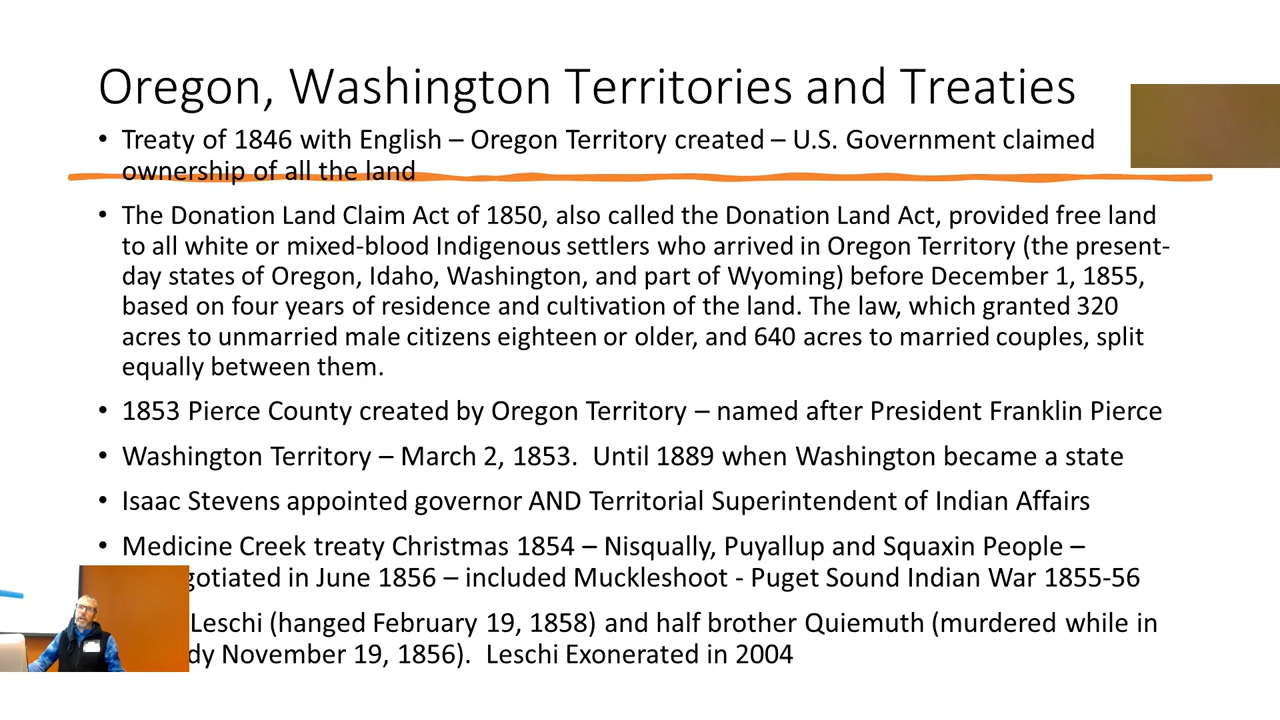 Oregon, Washington Territories and Treaties
• Treaty of 1846 with English – Oregon Territory created – U.S. Government claimed
ownership of all the land
• The Donation Land Claim Act of 1850, also called the Donation Land Act, provided free land
to all white or mixed-blood Indigenous settlers who arrived in Oregon Territory (the present-
day states of Oregon, Idaho, Washington, and part of Wyoming) before December 1, 1855,
based on four years of residence and cultivation of the land. The law, which granted 320
acres to unmarried male citizens eighteen or older, and 640 acres to married couples, split
equally between them.
• 1853 Pierce County created by Oregon Territory – named after President Franklin Pierce
• Washington Territory – March 2, 1853. Until 1889 when Washington became a state
• Isaac Stevens appointed governor AND Territorial Superintendent of Indian Affairs
• Medicine Creek treaty Christmas 1854 – Nisqually, Puyallup and Squaxin People –
in June 1856 – included Muckleshoot - Puget Sound Indian War 1855-56
Leschi (hanged February 19, 1858) and half brother Quiemuth (murdered while in
November 19, 1856). Leschi Exonerated in 2004